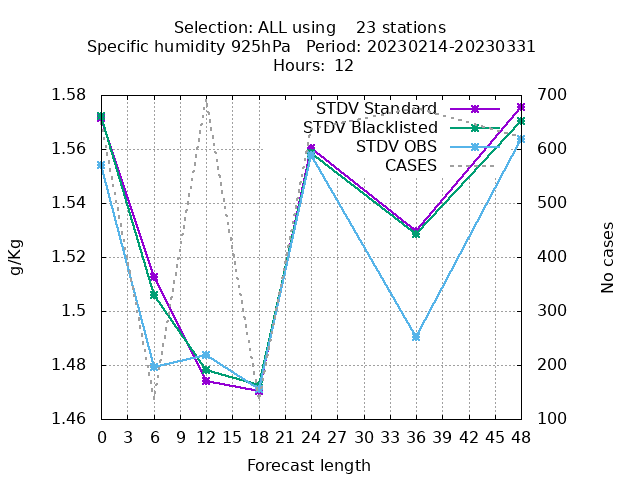 Selection: ALL using    23 stations
Specific humidity 925hPa   Period: 20230214-20230331
Hours:  12
1.58
1.56
1.54
1.52
1.5
1.48
1.46
g/Kg
700
600
500
400
300
200
100
No cases
STDV Standard
STDV Blacklisted
STDV OBS
CASES
0 3 6 9 12 15 18 21 24 27 30 33 36 39 42 45 48
Forecast length